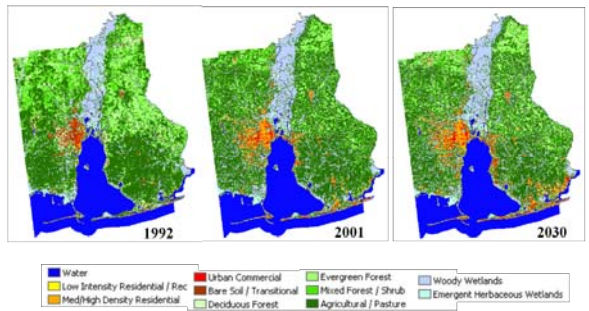 1992
2001
2030
Water
Low Intensity Residential / Rec
Med/High Density Residential
Urban Commercial
Bare Soil / Transitional
Deciduous Forest
Evergreen Forest
Mixed Forest / Shrub
Agricultural / Pasture
Woody Wetlands
Emergent Herbaceous Wetlands